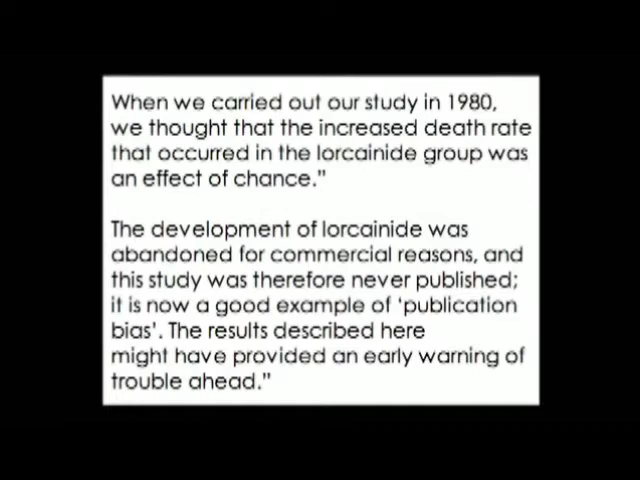 When we carried out our study in 1980,
we thought that the increased death rate
that occurred in the lorcainide group was
an effect of chance."
The development of lorcainide was
abandoned for commercial reasons, and
this study was therefore never published;
it is now a good example of ‘publication
bias’. The results described here
might have provided an early warning of
trouble ahead."